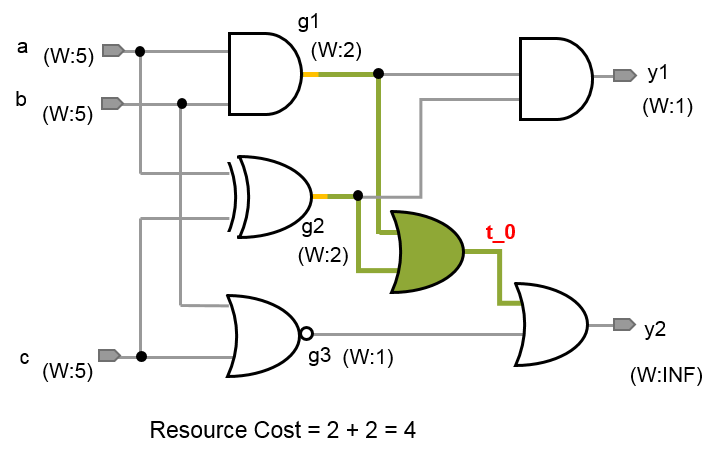 g1
a
(W:5)
(W:2)
y1
b
(W:5)
(W:1)
g2
t_0
(W:2)
y2
c
(W:5)
g3 (W:1)
(W:INF)
Resource Cost = 2 + 2 = 4